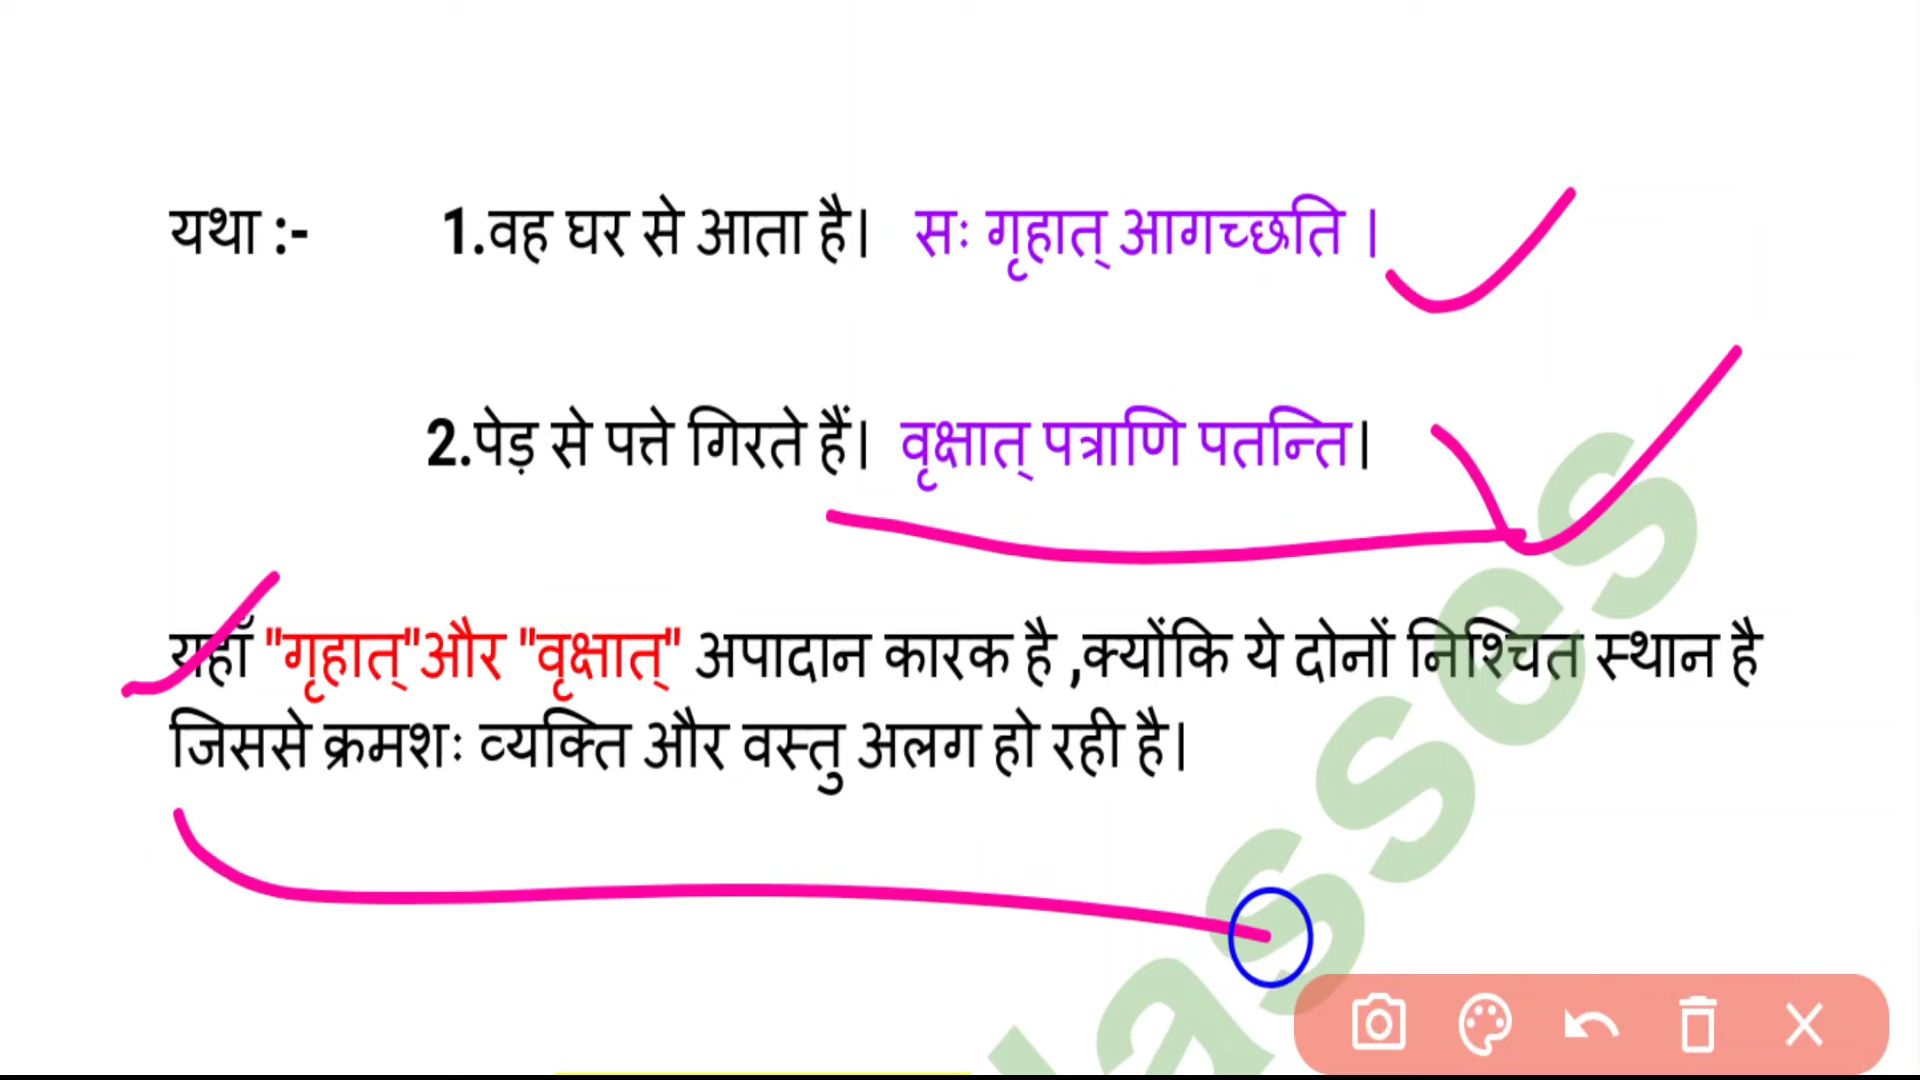 यथा :- 1.वह घर से आता है। सः गृहात् आगच्छति ।
2.पेड़ से पत्ते गिरते हैं। वृक्षात् पत्राणि पतन्ति।
यहाँ "गृहात्"और "वृक्षात्" अपादान कारक है ,क्योंकि ये दोनों निश्चित स्थान है
जिससे क्रमशः व्यक्ति और वस्तु अलग हो रही है।
lasses